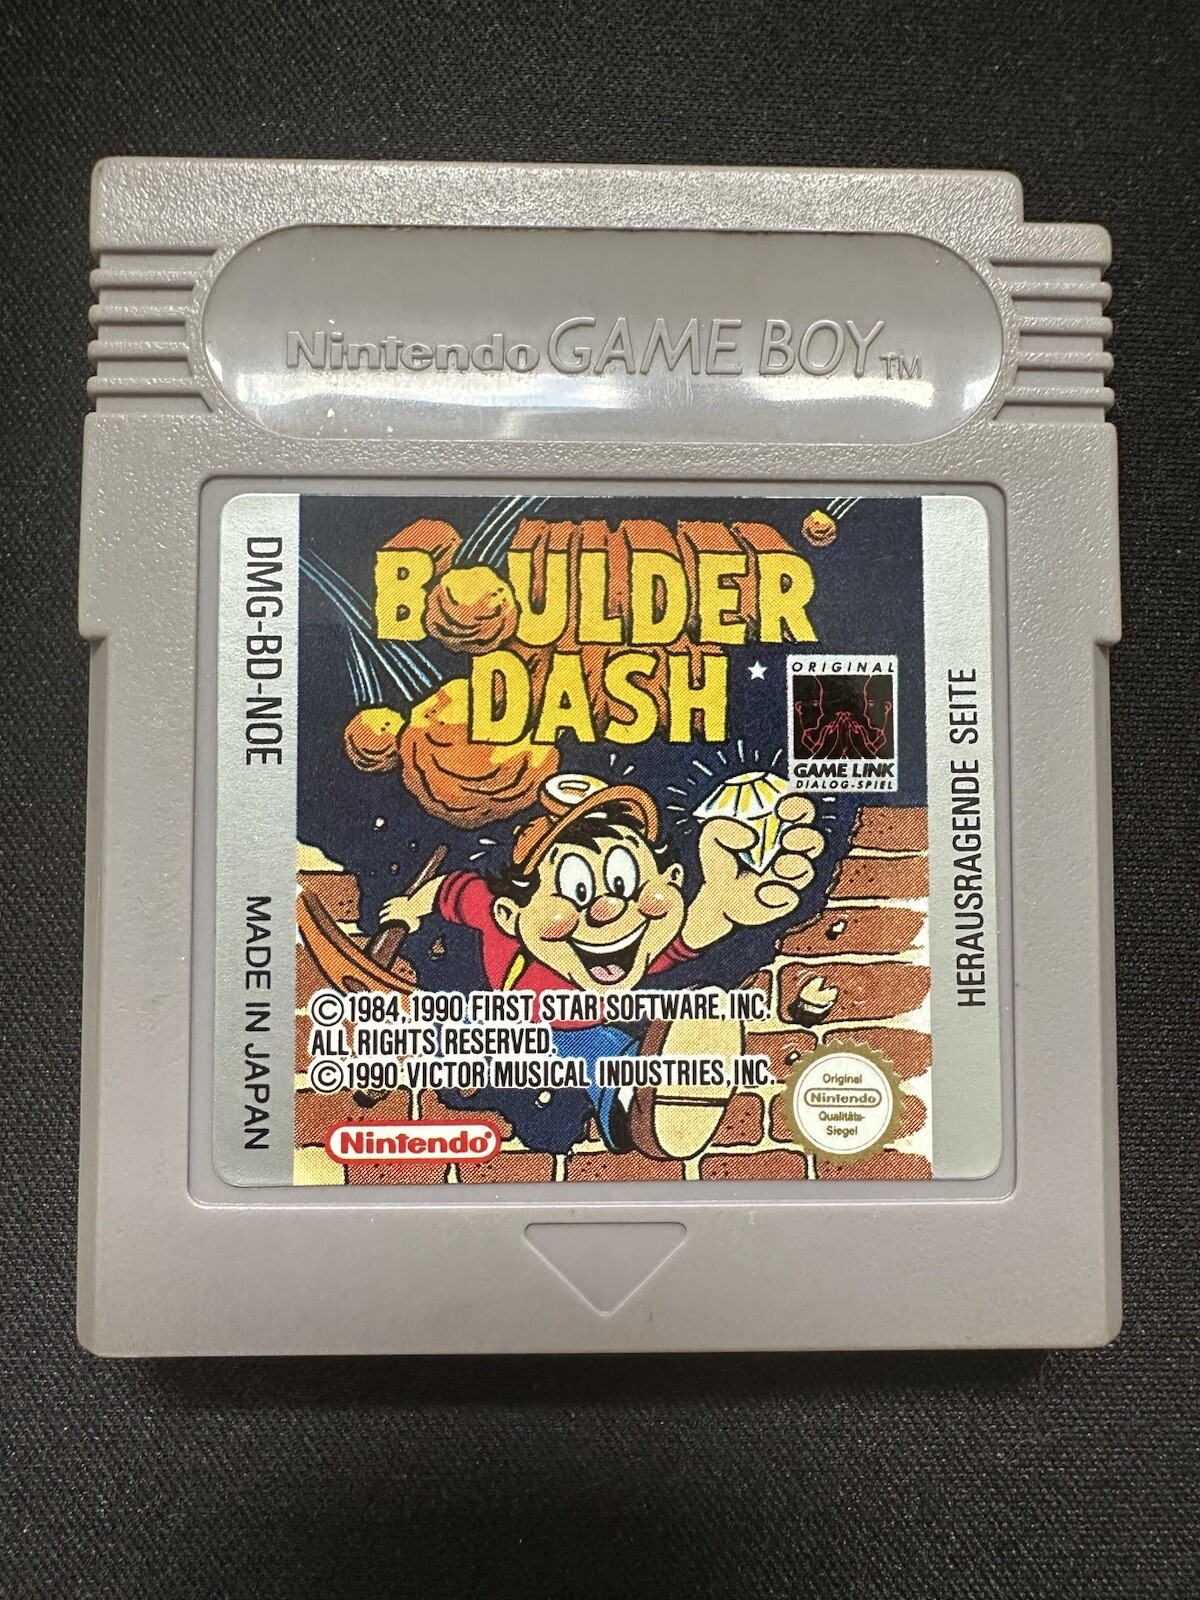 Nintendo GAME BOY TM
DMG-BD-NOE
MADE IN JAPAN
BOULDER
DASH
ORIGINAL
GAME LINK
DIALOG-SPIEL
HERAUSRAGENDE SEITE
© 1984, 1990 FIRST STAR SOFTWARE, INC.
ALL RIGHTS RESERVED.
© 1990 VICTOR MUSICAL INDUSTRIES, INC.
Nintendo®
Original
Nintendo
Qualitäts-
Siegel